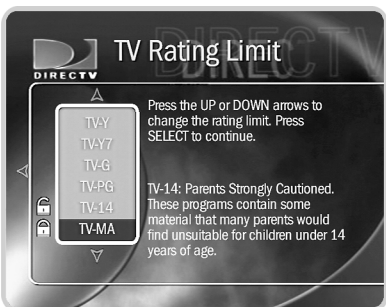 DIRECTV
TV Rating Limit
TV-Y
TV-Y7
TV-G
TV-PG
TV-14
TV-MA
Press the UP or DOWN arrows to
change the rating limit. Press
SELECT to continue.
TV-14: Parents Strongly Cautioned.
These programs contain some
material that many parents would
find unsuitable for children under 14
years of age.